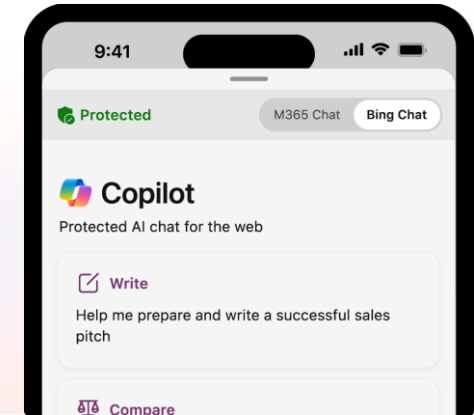 9:41
Protected
M365 Chat
Bing Chat
Copilot
Protected AI chat for the web
Write
Help me prepare and write a successful sales
pitch
Compare